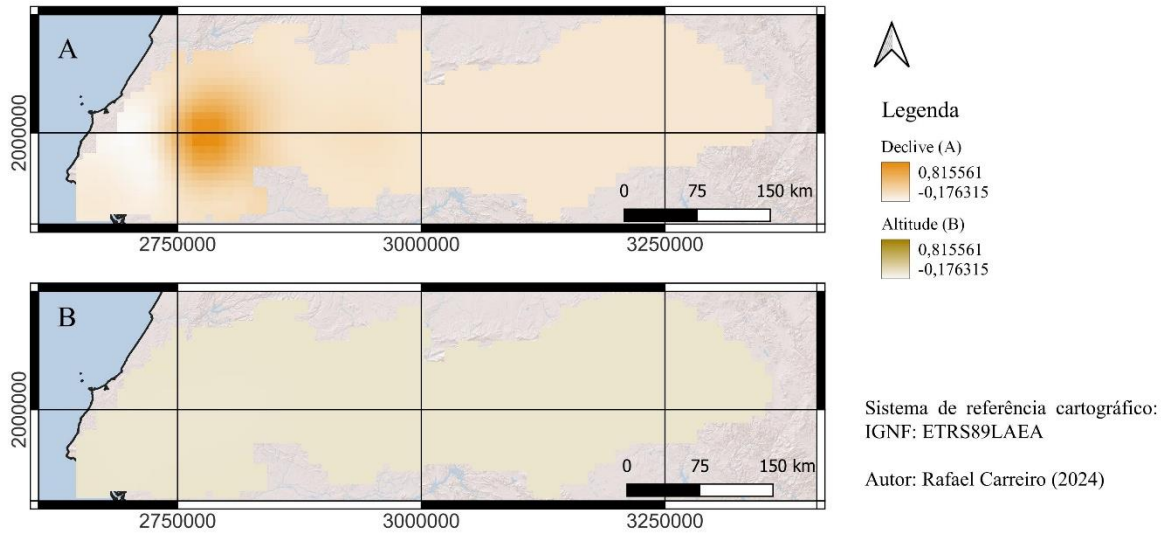 A
2000000
0 75 150 km
2750000 3000000 3250000
B
2000000
0 75 150 km
2750000 3000000 3250000
Legenda
Declive (A)
0,815561
-0,176315
Altitude (B)
0,815561
-0,176315
Sistema de referência cartográfico:
IGNF: ETRS89LAEA
Autor: Rafael Carreiro (2024)